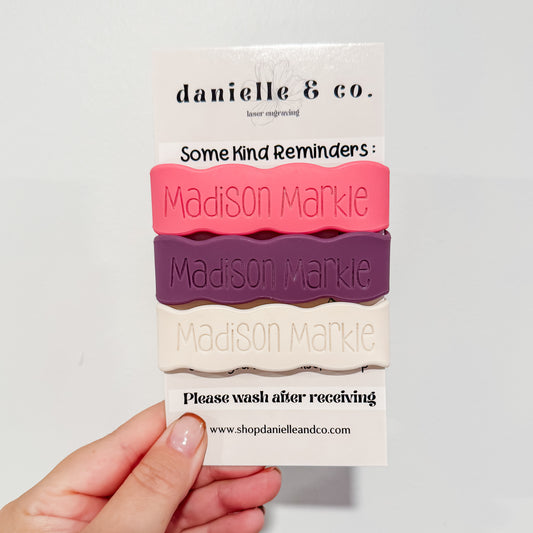 danielle & co.
laser engraving
Some Kind Reminders:
Madison Markle
Madison Markle
Madison Markle
Please wash after receiving
www.shopdanielleandco.com